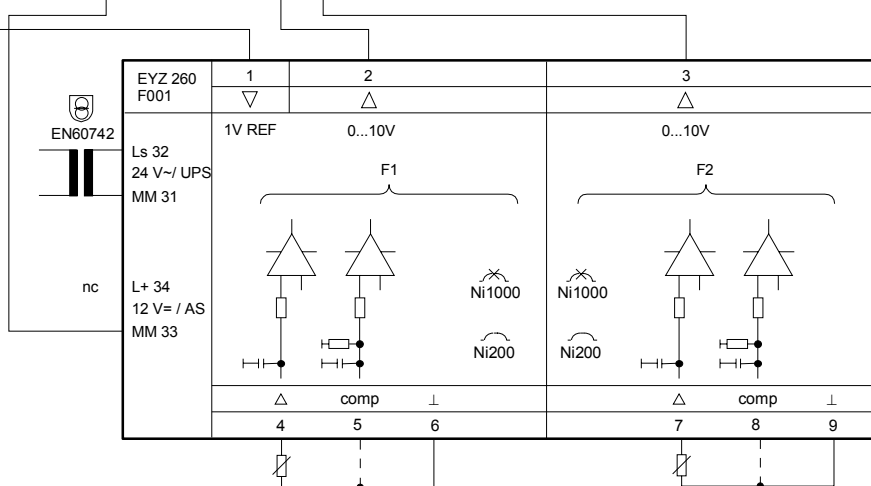 EYZ 260
F001
1 2 3
EN60742
1V REF 0...10V 0...10V
Ls 32
24 V~/ UPS
MM 31
F1 F2
nc
L+ 34
12 V= / AS
MM 33
Ni1000 Ni1000
Ni200 Ni200
comp ⊥ comp ⊥
4 5 6 7 8 9